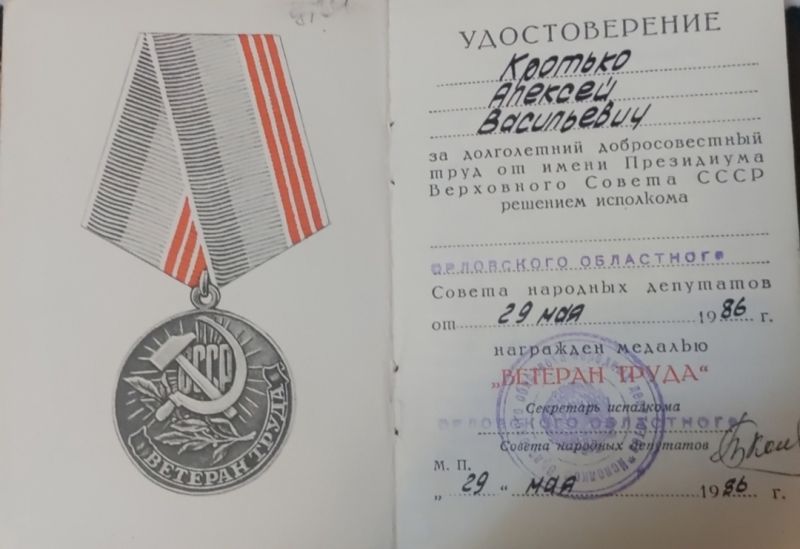 СССР
ВЕТЕРАН ТРУДА
УДОСТОВЕРЕНИЕ
Кротько
Алексей
Васильевич
за долголетний добросовестный
труд от имени Президиума
Верховного Совета СССР
решением исполкома
ОРЛОВСКОГО ОБЛАСТНОГО
Совета народных депутатов
от 29 мая 1986 г.
награжден медалью
„ВЕТЕРАН ТРУДА“
Секретарь исполкома
ОРЛОВСКОГО ОБЛАСТНОГО
Совета народных депутатов
М. П.
„ 29 “ мая 1986 г.